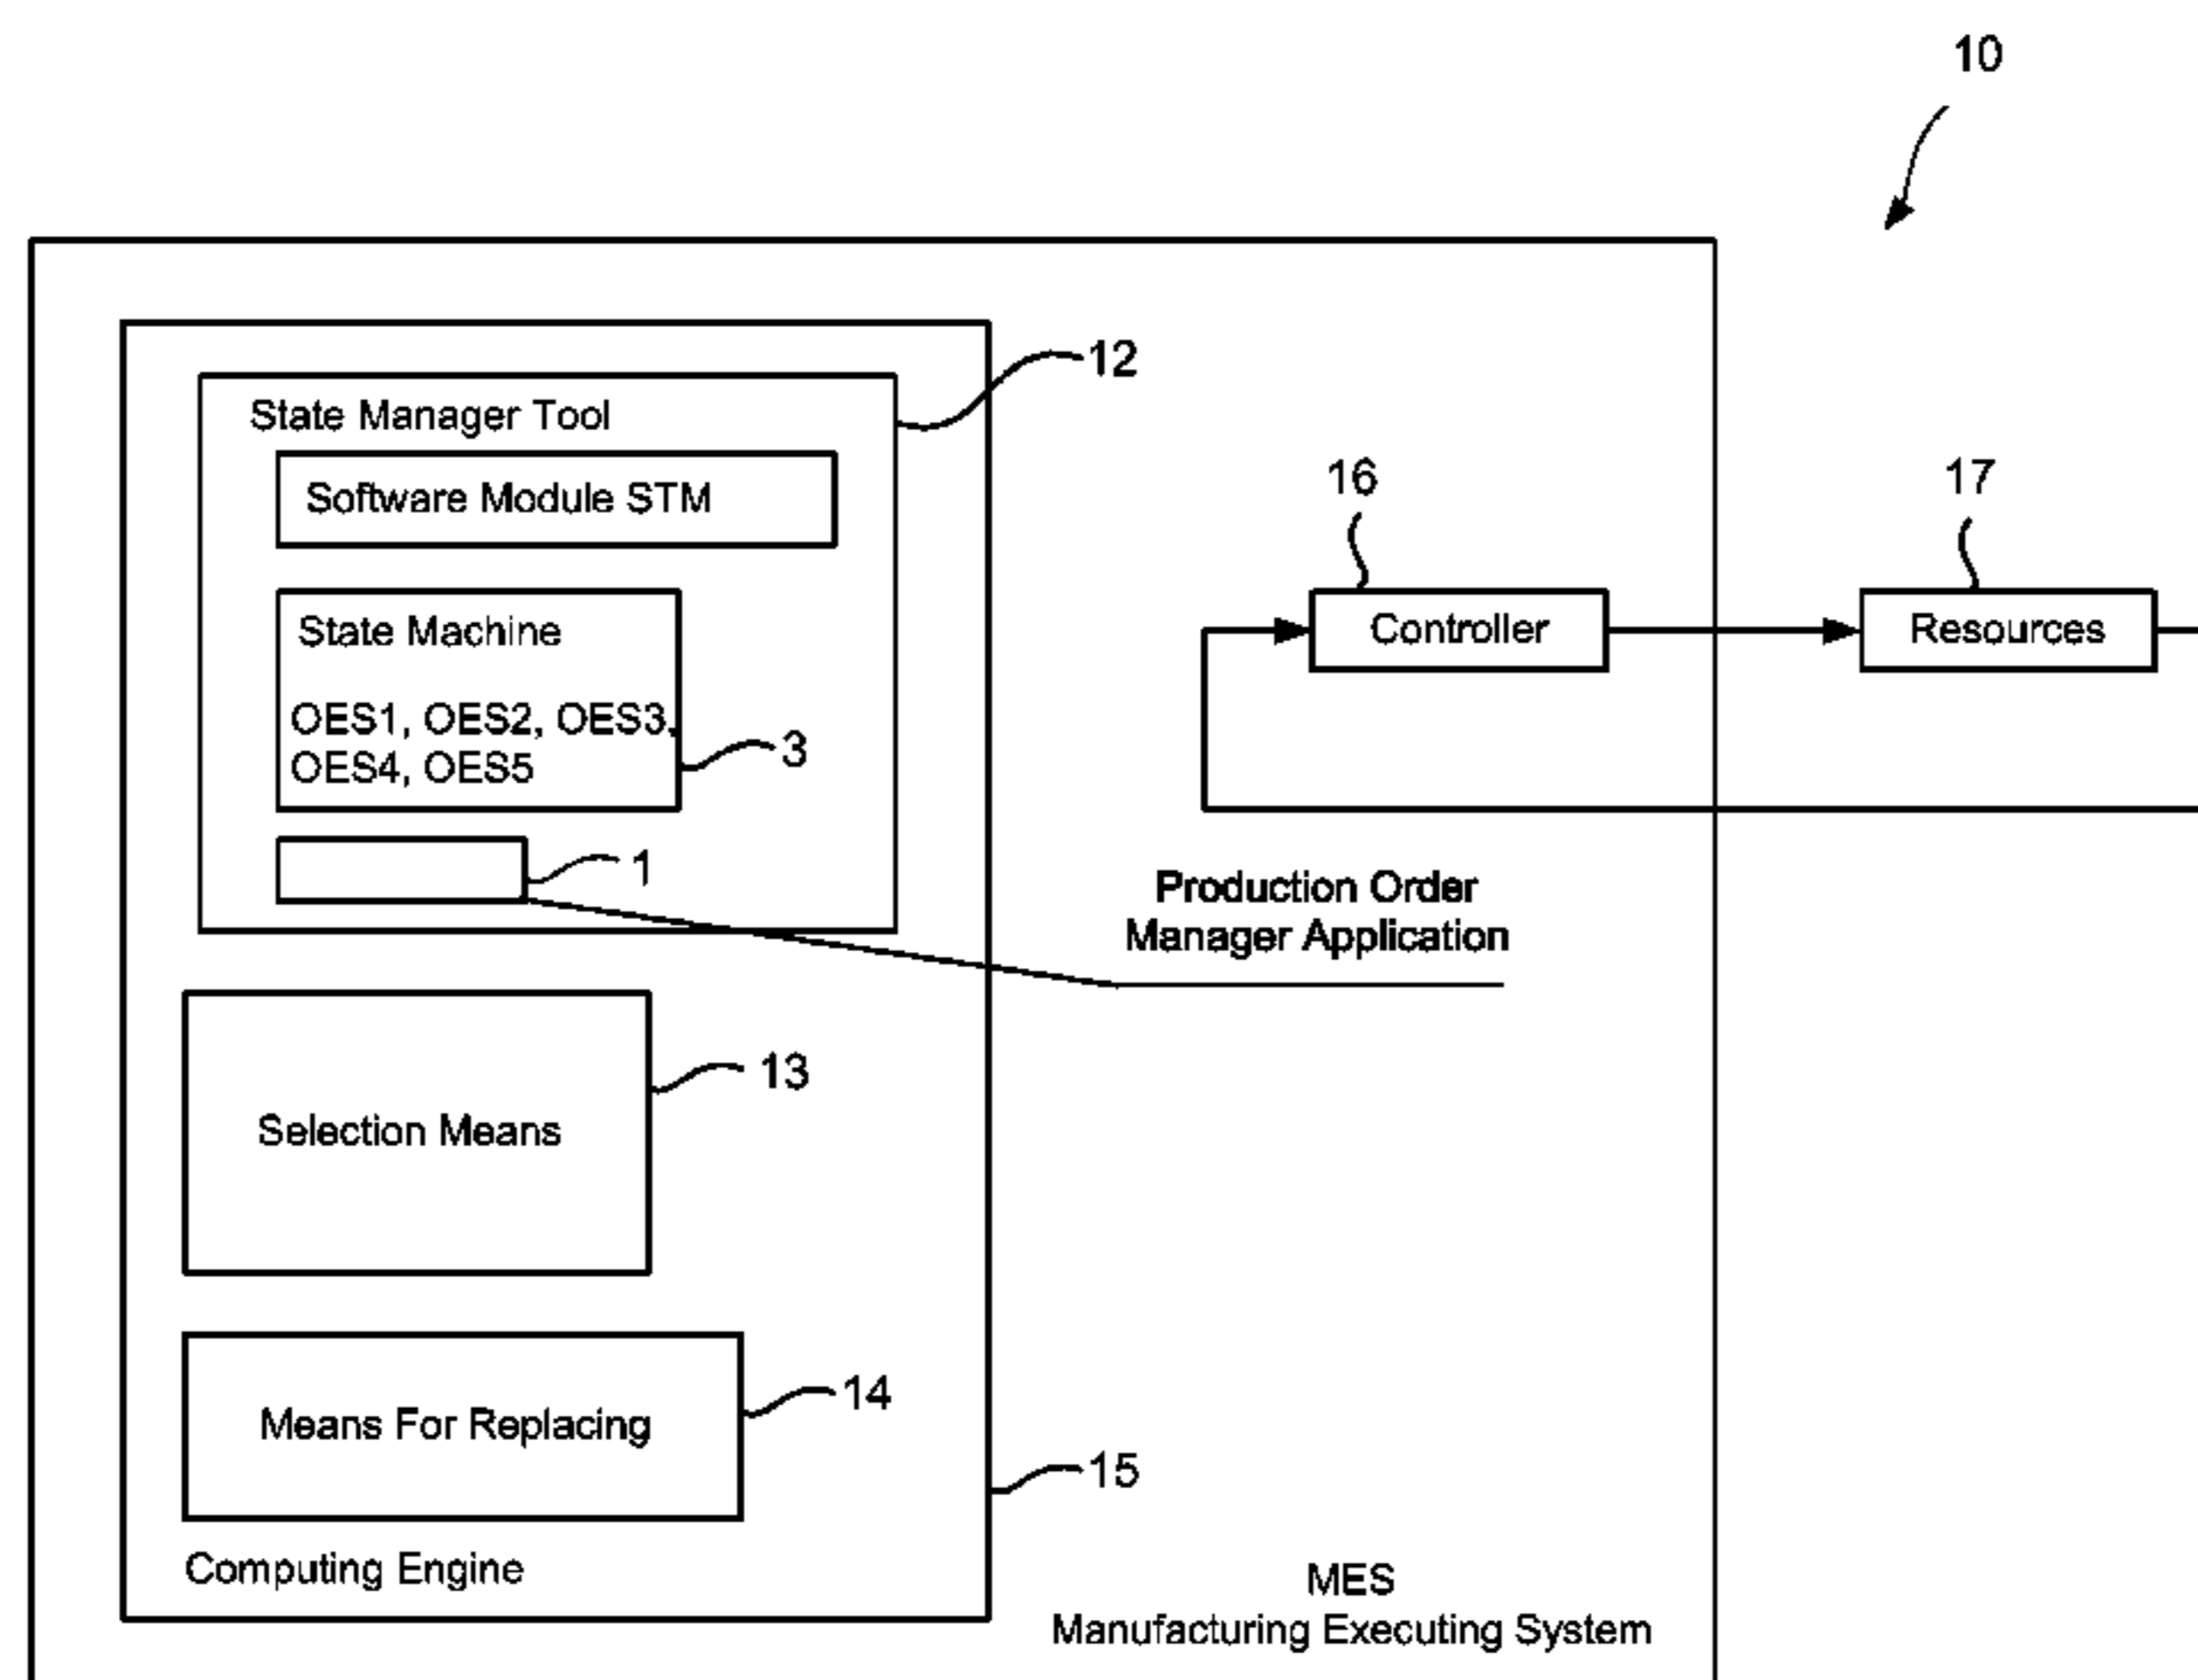 10
12
State Manager Tool
Software Module STM
16
17
State Machine
Controller
Resources
OES1, OES2, OES3,
OES4, OES5
3
1
Production Order
Manager Application
13
Selection Means
14
Means For Replacing
15
Computing Engine
MES
Manufacturing Executing System